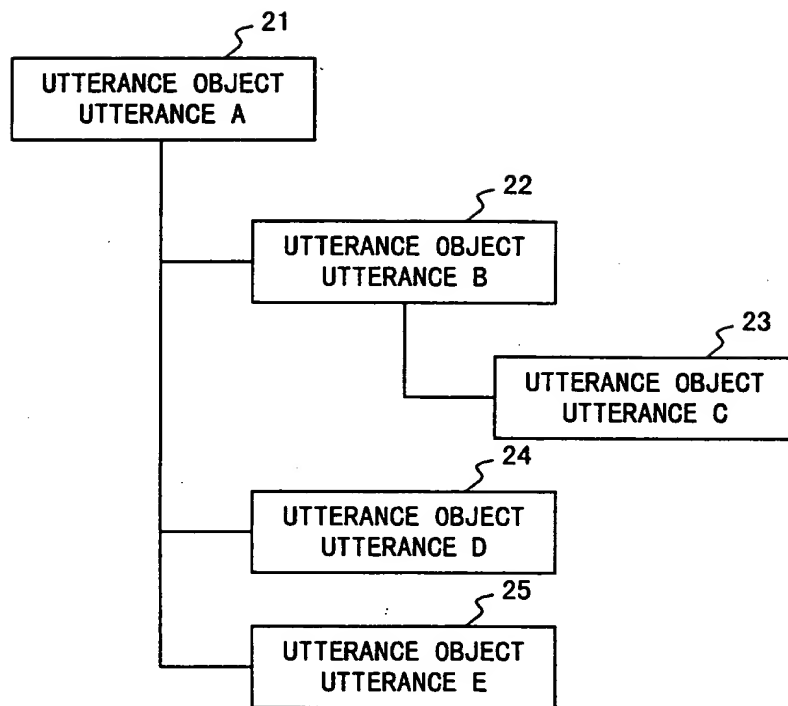 21
UTTERANCE OBJECT
UTTERANCE A
22
UTTERANCE OBJECT
UTTERANCE B
23
UTTERANCE OBJECT
UTTERANCE C
24
UTTERANCE OBJECT
UTTERANCE D
25
UTTERANCE OBJECT
UTTERANCE E